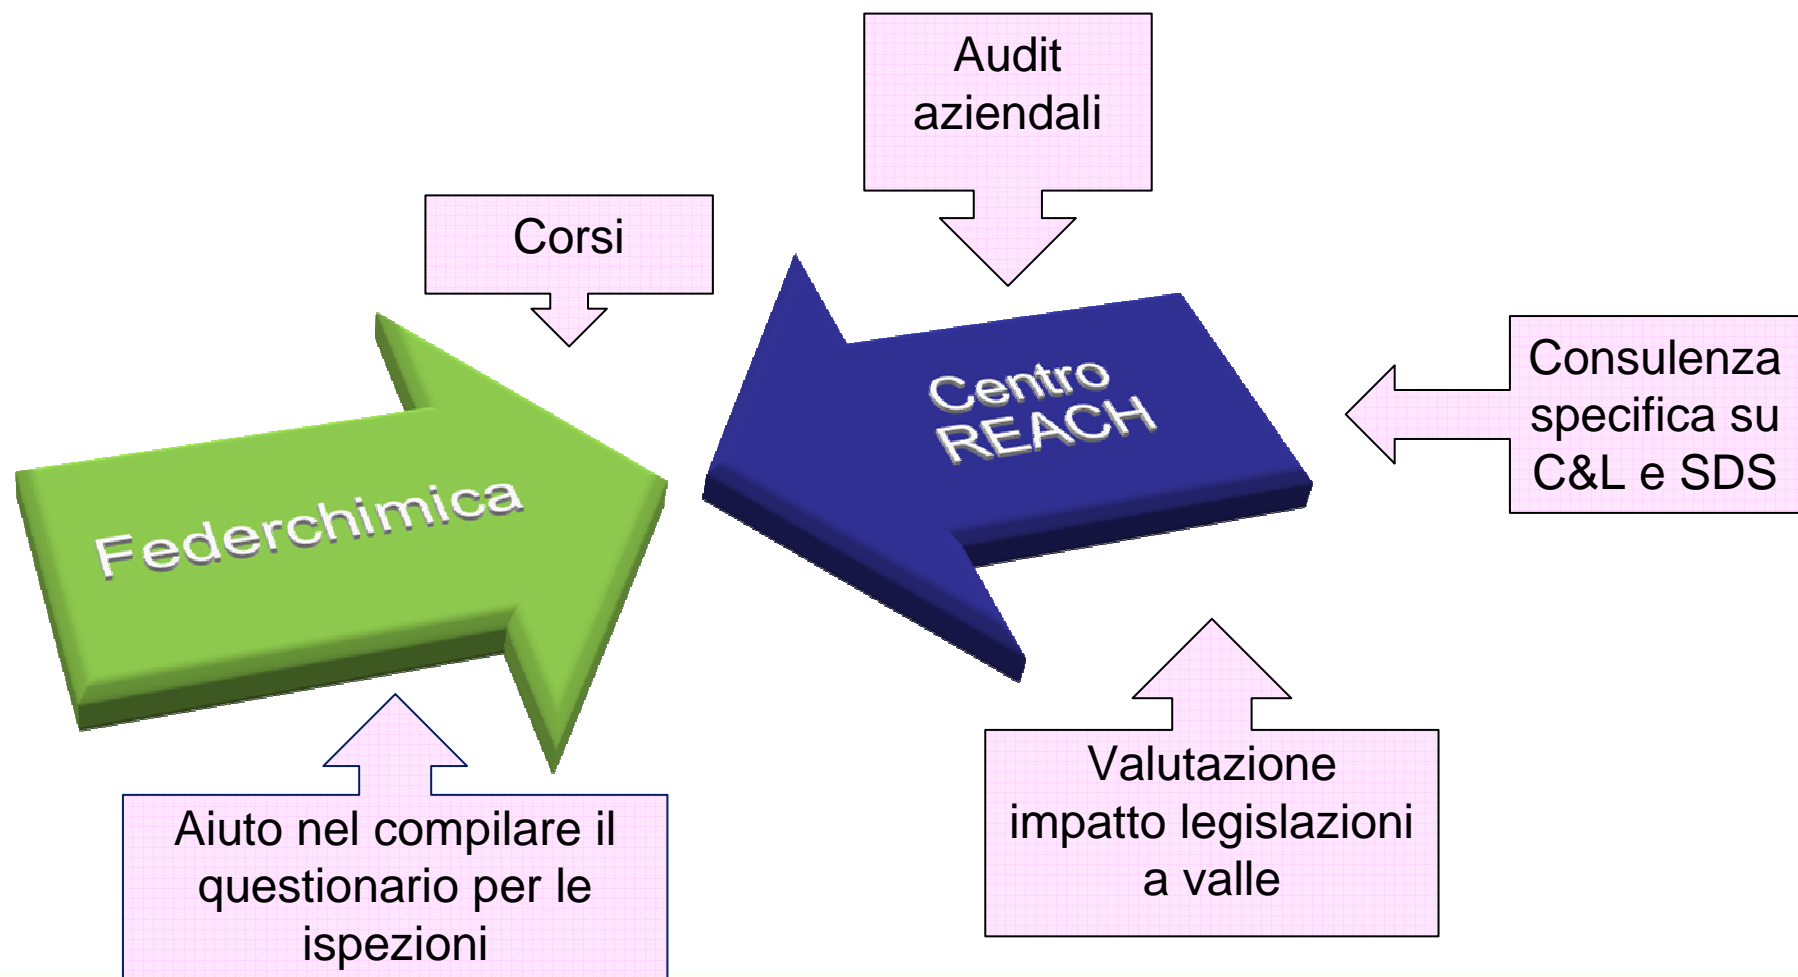 Audit
aziendali
Corsi
Centro
REACH
Consulenza
specifica su
C&L e SDS
Federchimica
Valutazione
impatto legislazioni
a valle
Aiuto nel compilare il
questionario per le
ispezioni